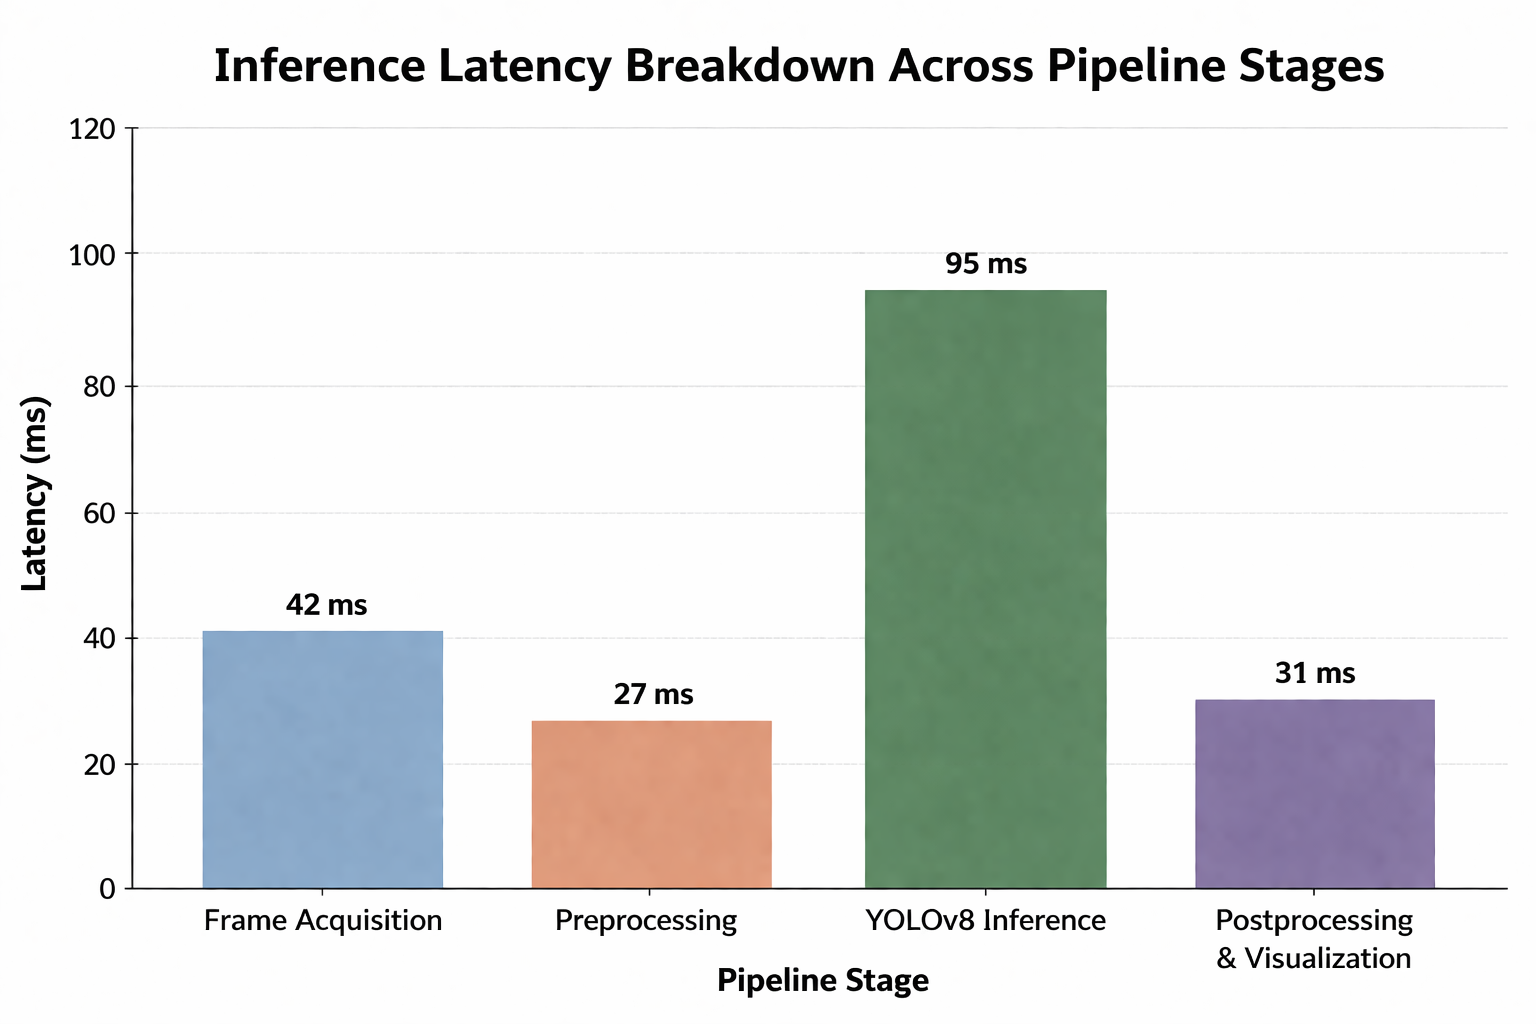 Inference Latency Breakdown Across Pipeline Stages
120
100
80
60
40
20
0
Latency (ms)
42 ms
27 ms
95 ms
31 ms
Frame Acquisition
Preprocessing
YOLOv8 Inference
Postprocessing
& Visualization
Pipeline Stage